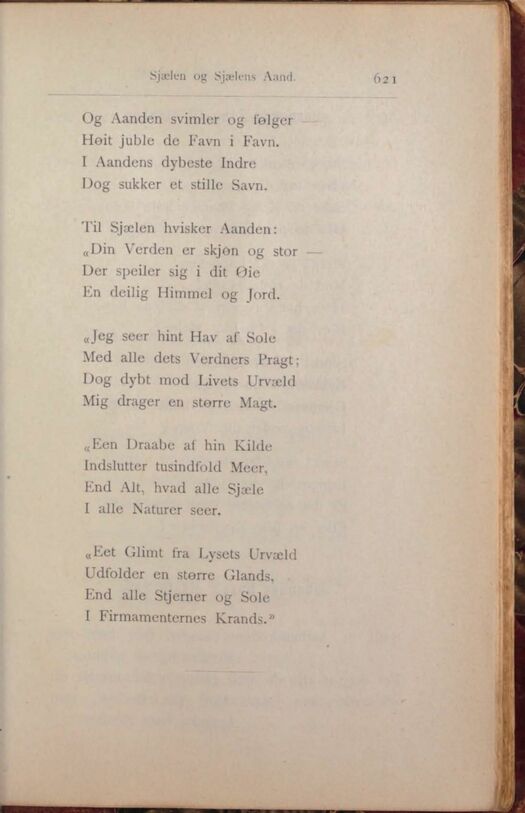 Sjælen og Sjælens Aand. 621
Og Aanden svimler og følger —
Høit juble de Favn i Favn.
I Aandens dybeste Indre
Dog sukker et stille Savn.
Til Sjælen hvisker Aanden:
«Din Verden er skjøn og stor —
Der speiler sig i dit Øie
En deilig Himmel og Jord.
«Jeg seer hint Hav af Sole
Med alle dets Verdners Pragt;
Dog dybt mod Livets Urvæld
Mig drager en større Magt.
«Een Draabe af hin Kilde
Indslutter tusindfold Meer,
End Alt, hvad alle Sjæle
I alle Naturer seer.
«Eet Glimt fra Lysets Urvæld
Udfolder en større Glands,
End alle Stjerner og Sole
I Firmamenternes Krands.»